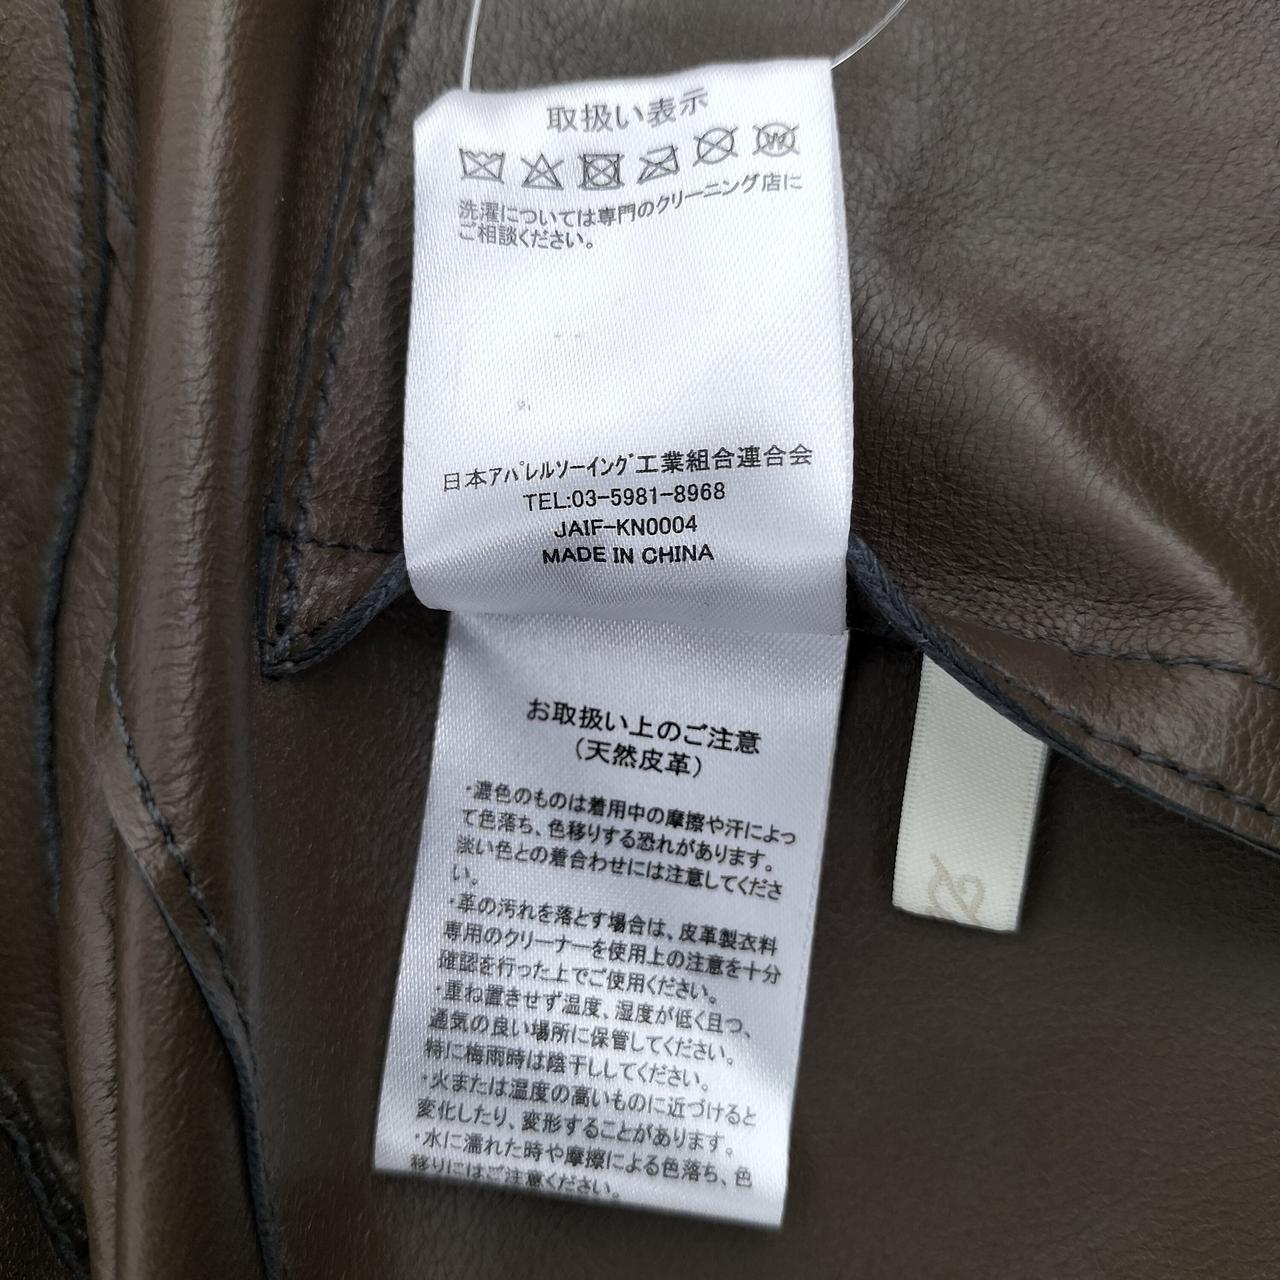 取扱い表示
洗濯については専門のクリーニング店に
ご相談ください。
日本アパレルソーイング工業組合連合会
TEL:03-5981-8968
JAIF-KN0004
MADE IN CHINA
お取扱い上のご注意
(天然皮革)
・濃色のものは着用中の摩擦や汗によっ
て色落ち、色移りする恐れがあります。
淡い色との着合わせには注意してくださ
い。
・革の汚れを落とす場合は、皮革製衣料
専用のクリーナーを使用上の注意を十分
確認を行った上でご使用ください。
・重ね置きせず温度、湿度が低く且つ、
通気の良い場所に保管してください。
特に梅雨時は陰干ししてください。
・火または温度の高いものに近づけると
変化したり、変形することがあります。
・水に濡れた時や摩擦による色落ち、色
移りにはご注意ください。